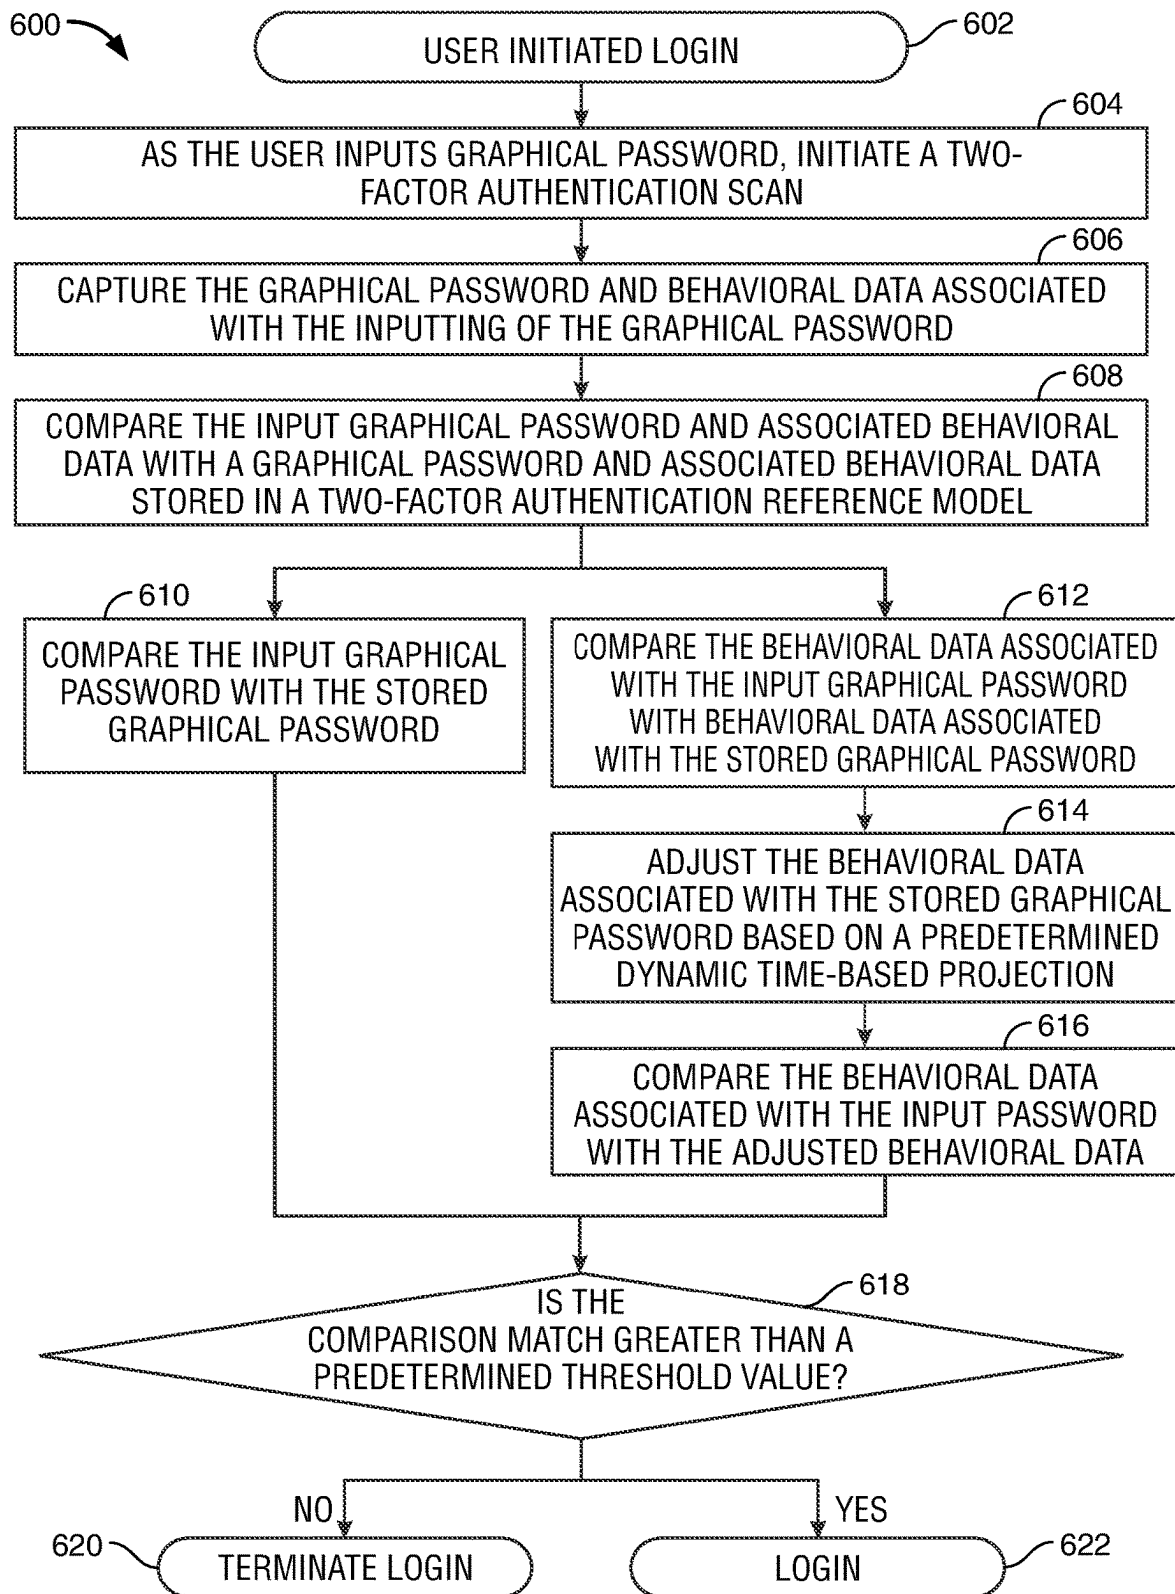 600
602
USER INITIATED LOGIN
604
AS THE USER INPUTS GRAPHICAL PASSWORD, INITIATE A TWO-
FACTOR AUTHENTICATION SCAN
606
CAPTURE THE GRAPHICAL PASSWORD AND BEHAVIORAL DATA ASSOCIATED
WITH THE INPUTTING OF THE GRAPHICAL PASSWORD
608
COMPARE THE INPUT GRAPHICAL PASSWORD AND ASSOCIATED BEHAVIORAL
DATA WITH A GRAPHICAL PASSWORD AND ASSOCIATED BEHAVIORAL DATA
STORED IN A TWO-FACTOR AUTHENTICATION REFERENCE MODEL
610
COMPARE THE INPUT GRAPHICAL
PASSWORD WITH THE STORED
GRAPHICAL PASSWORD
612
COMPARE THE BEHAVIORAL DATA ASSOCIATED
WITH THE INPUT GRAPHICAL PASSWORD
WITH BEHAVIORAL DATA ASSOCIATED
WITH THE STORED GRAPHICAL PASSWORD
614
ADJUST THE BEHAVIORAL DATA
ASSOCIATED WITH THE STORED GRAPHICAL
PASSWORD BASED ON A PREDETERMINED
DYNAMIC TIME-BASED PROJECTION
616
COMPARE THE BEHAVIORAL DATA
ASSOCIATED WITH THE INPUT PASSWORD
WITH THE ADJUSTED BEHAVIORAL DATA
618
IS THE
COMPARISON MATCH GREATER THAN A
PREDETERMINED THRESHOLD VALUE?
NO
YES
620
TERMINATE LOGIN
LOGIN
622